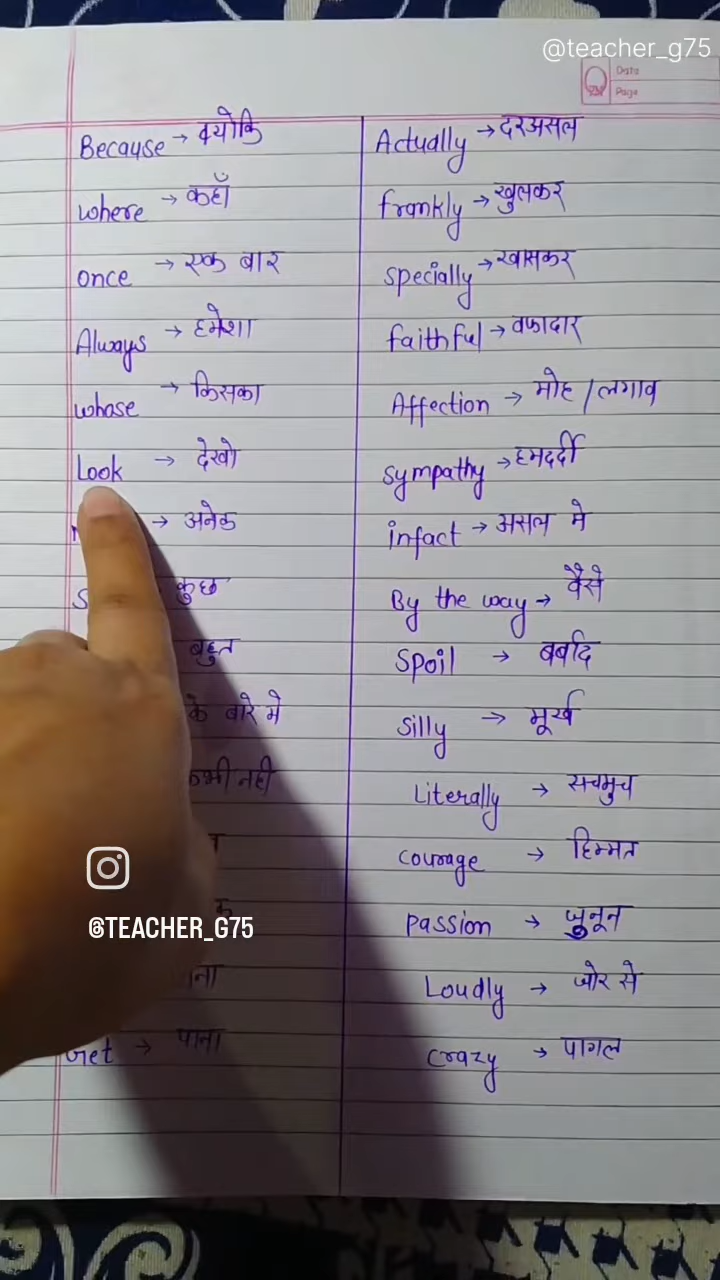 @teacher_g75
Date
Page
Because → क्योकि
where → कहाँ
once → एक बार
Always → हमेशा
whose → किसका
Look → देखो
→ अनेक
कुछ
बहुत
के बारे मे
कभी नही
Get → पाना
Actually → दरअसल
frankly → खुलकर
specially → खासकर
faithful → वफादार
Affection → मोह / लगाव
Sympathy → हमदर्दी
infact → असल मे
By the way → वैसे
Spoil → बर्बाद
Silly → मूर्ख
Literally → सचमुच
courage → हिम्मत
Passion → जुनून
Loudly → जोर से
Crazy → पागल
@TEACHER_G75